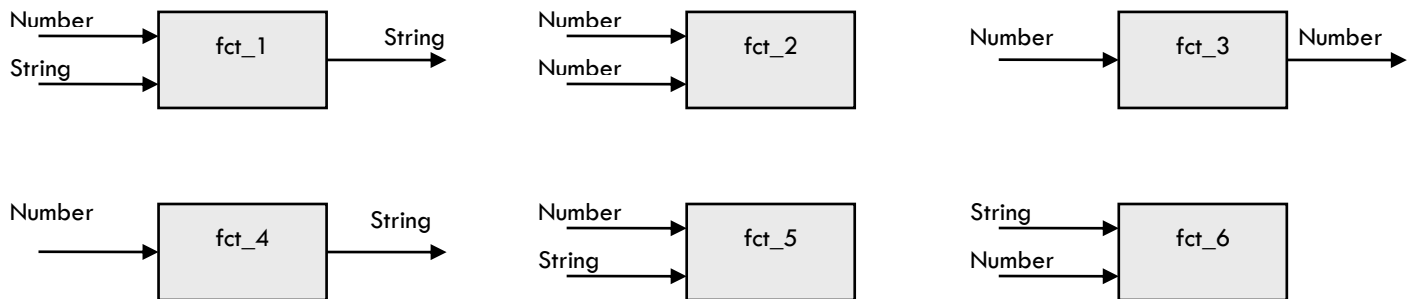 Number
String
fct_1
String
Number
Number
fct_2
Number
fct_3
Number
Number
fct_4
String
Number
String
fct_5
String
Number
fct_6